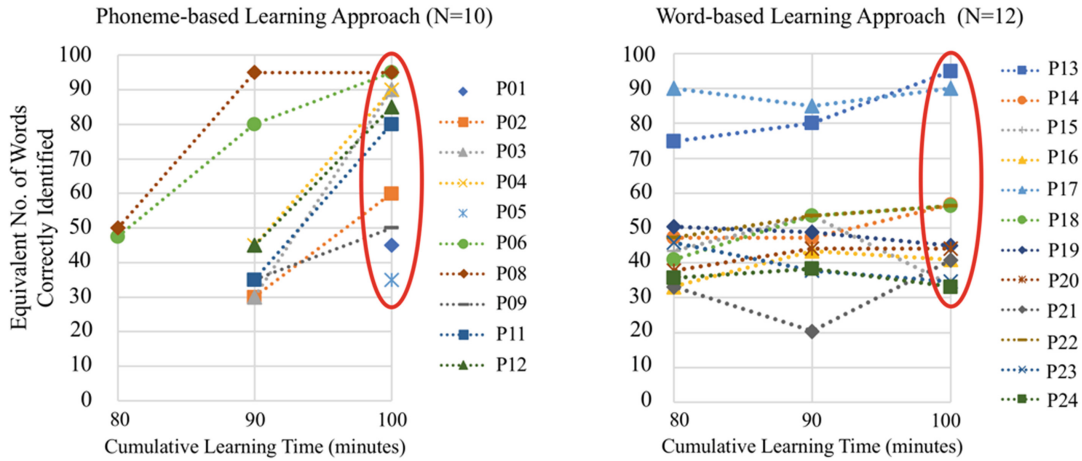 Phoneme-based Learning Approach (N=10)
Equivalent No. of Words
Correctly Identified
100
90
80
70
60
50
40
30
20
10
0
80
90
100
Cumulative Learning Time (minutes)
P01
P02
P03
P04
P05
P06
P08
P09
P11
P12
Word-based Learning Approach (N=12)
100
90
80
70
60
50
40
30
20
10
0
80
90
100
Cumulative Learning Time (minutes)
P13
P14
P15
P16
P17
P18
P19
P20
P21
P22
P23
P24